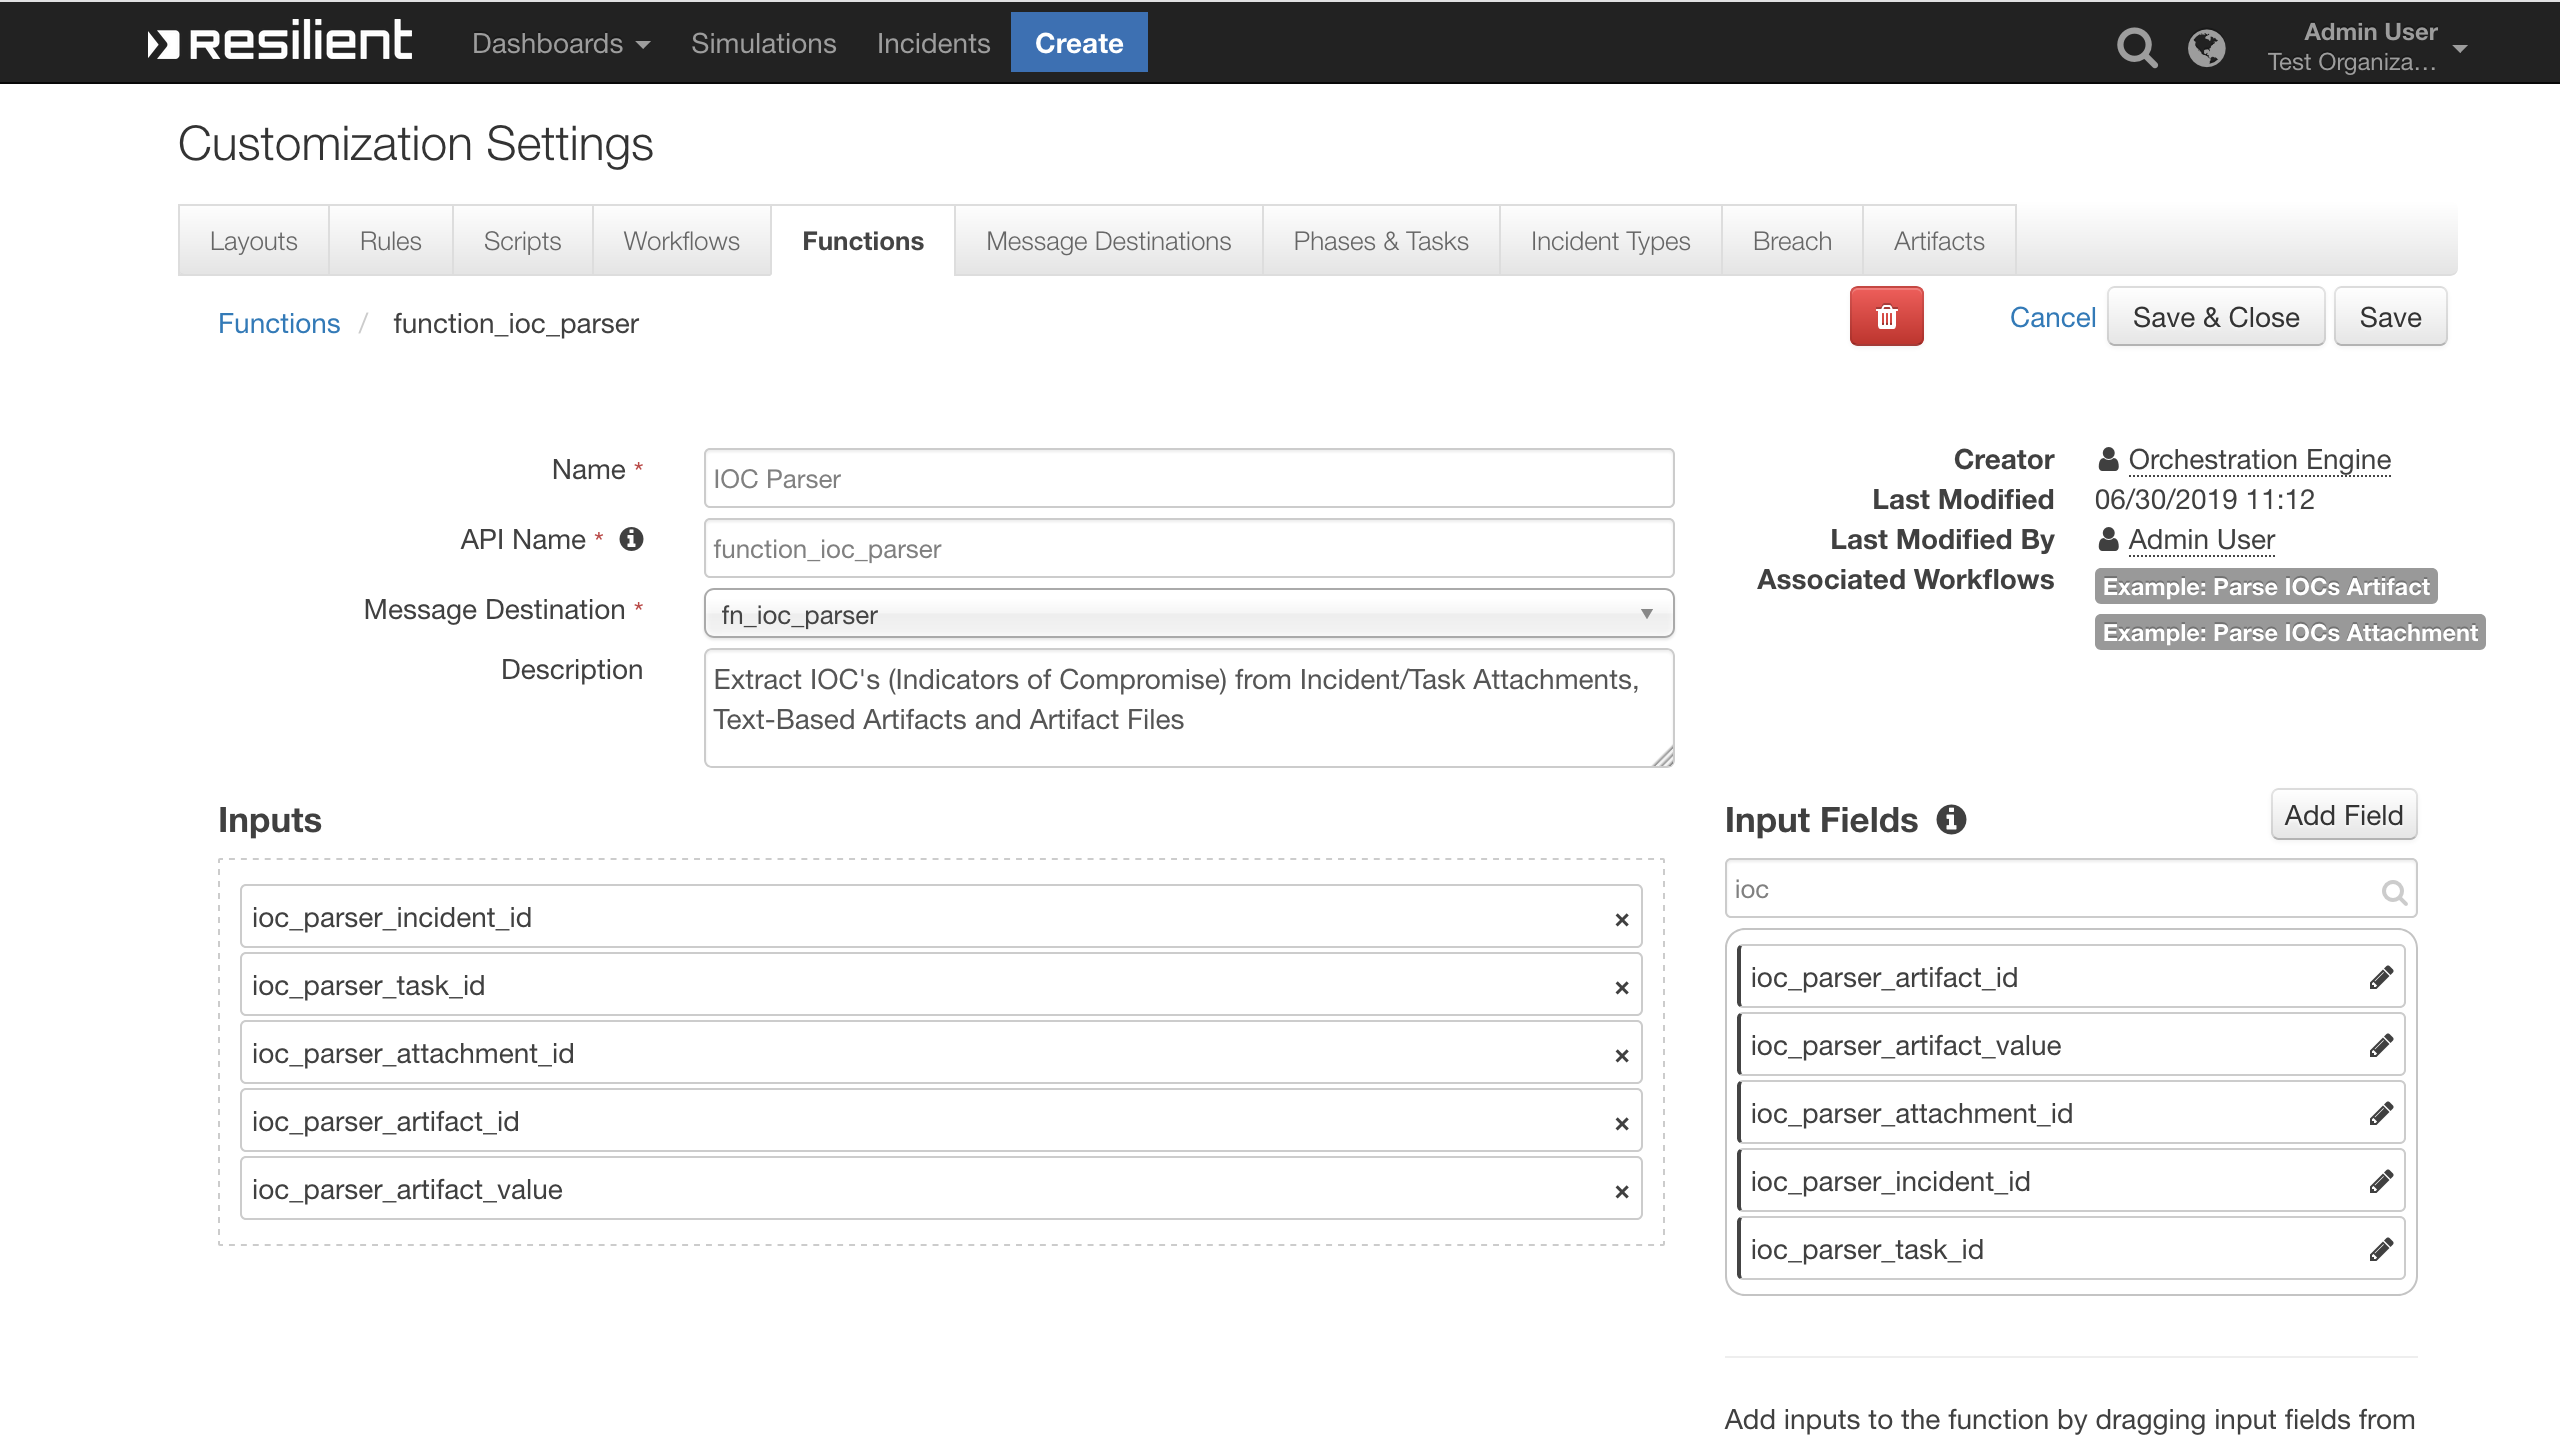 resilient Dashboards Simulations Incidents Create Admin User
Test Organiza...
Customization Settings
Layouts Rules Scripts Workflows Functions Message Destinations Phases & Tasks Incident Types Breach Artifacts
Functions / function_ioc_parser Cancel Save & Close Save
Name * IOC Parser
API Name * function_ioc_parser
Message Destination * fn_ioc_parser
Description Extract IOC's (Indicators of Compromise) from Incident/Task Attachments,
Text-Based Artifacts and Artifact Files
Creator Orchestration Engine
Last Modified 06/30/2019 11:12
Last Modified By Admin User
Associated Workflows Example: Parse IOCs Artifact
Example: Parse IOCs Attachment
Inputs
ioc_parser_incident_id ×
ioc_parser_task_id ×
ioc_parser_attachment_id ×
ioc_parser_artifact_id ×
ioc_parser_artifact_value ×
Input Fields Add Field
ioc
ioc_parser_artifact_id
ioc_parser_artifact_value
ioc_parser_attachment_id
ioc_parser_incident_id
ioc_parser_task_id
Add inputs to the function by dragging input fields from